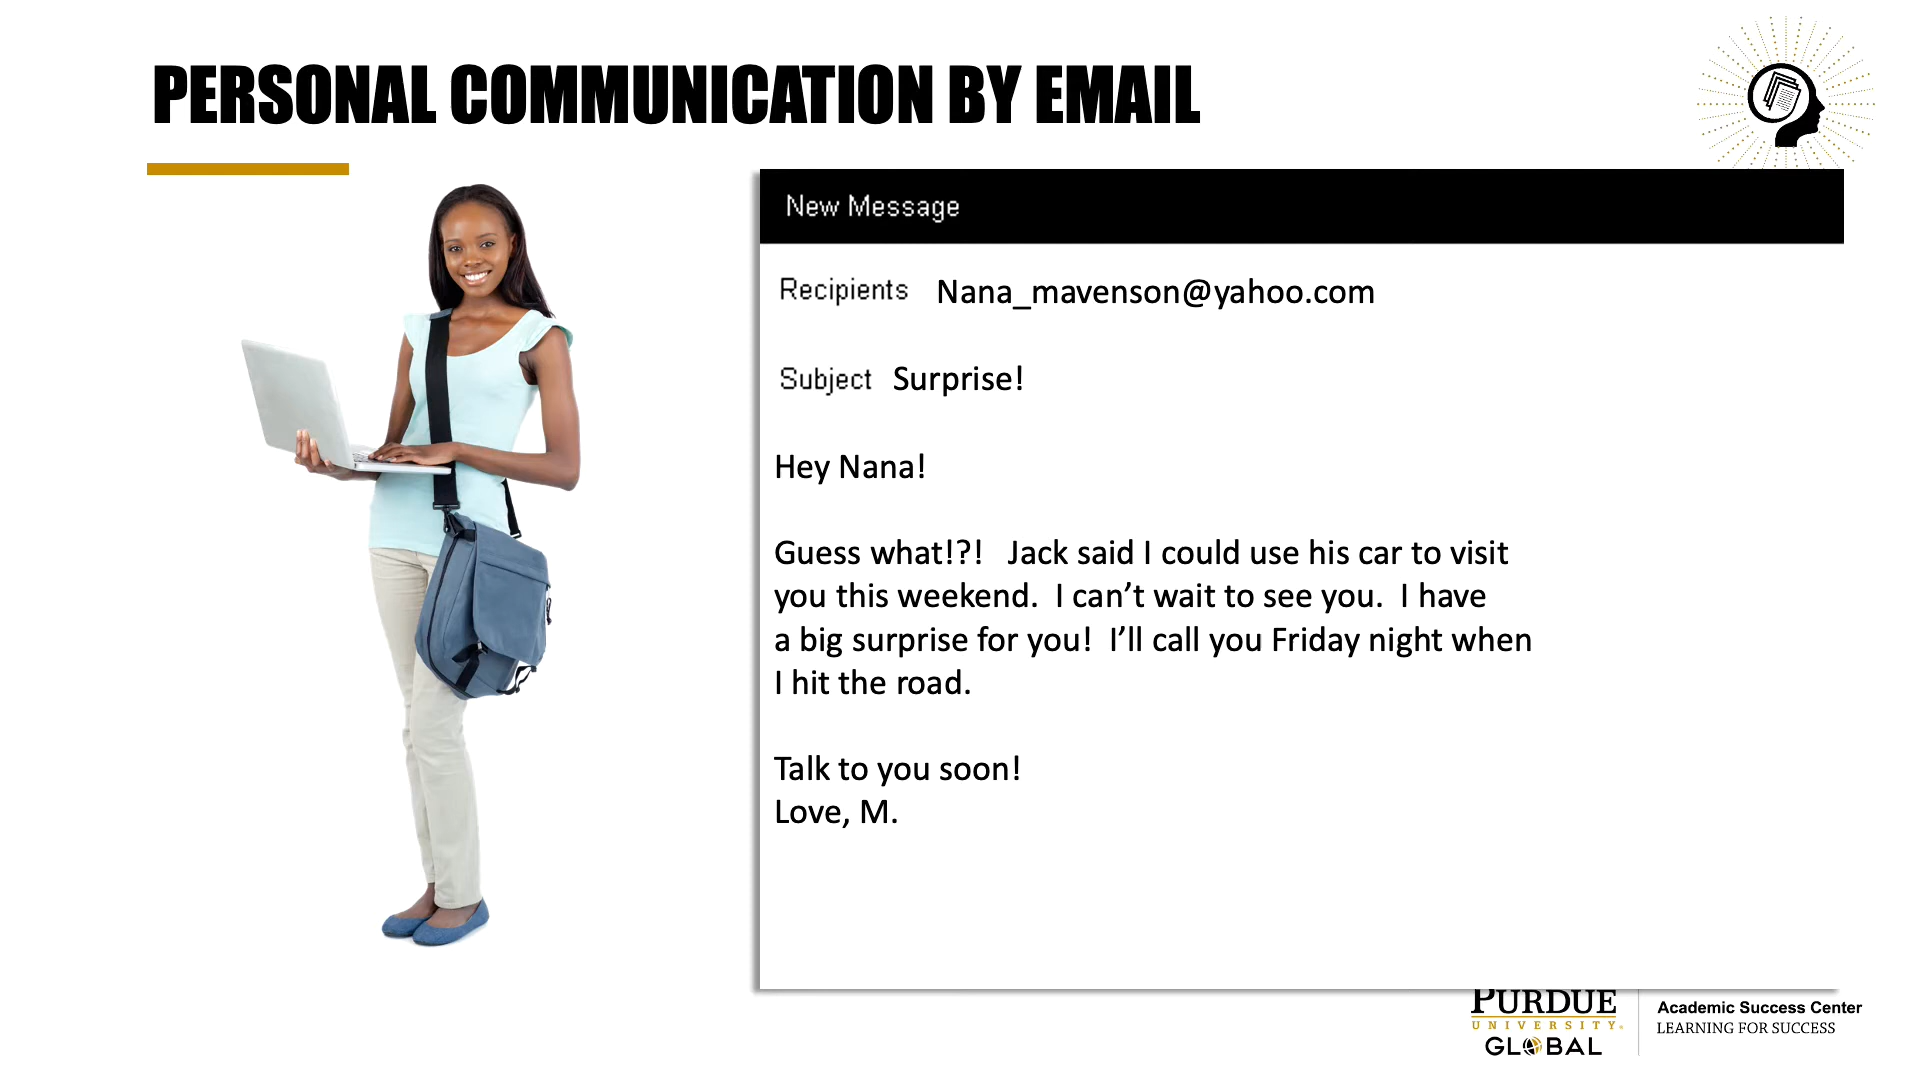 PERSONAL COMMUNICATION BY EMAIL
New Message
Recipients Nana_mavenson@yahoo.com
Subject Surprise!
Hey Nana!
Guess what!?! Jack said I could use his car to visit
you this weekend. I can’t wait to see you. I have
a big surprise for you! I’ll call you Friday night when
I hit the road.
Talk to you soon!
Love, M.
PURDUE
UNIVERSITY
GLOBAL
Academic Success Center
LEARNING FOR SUCCESS